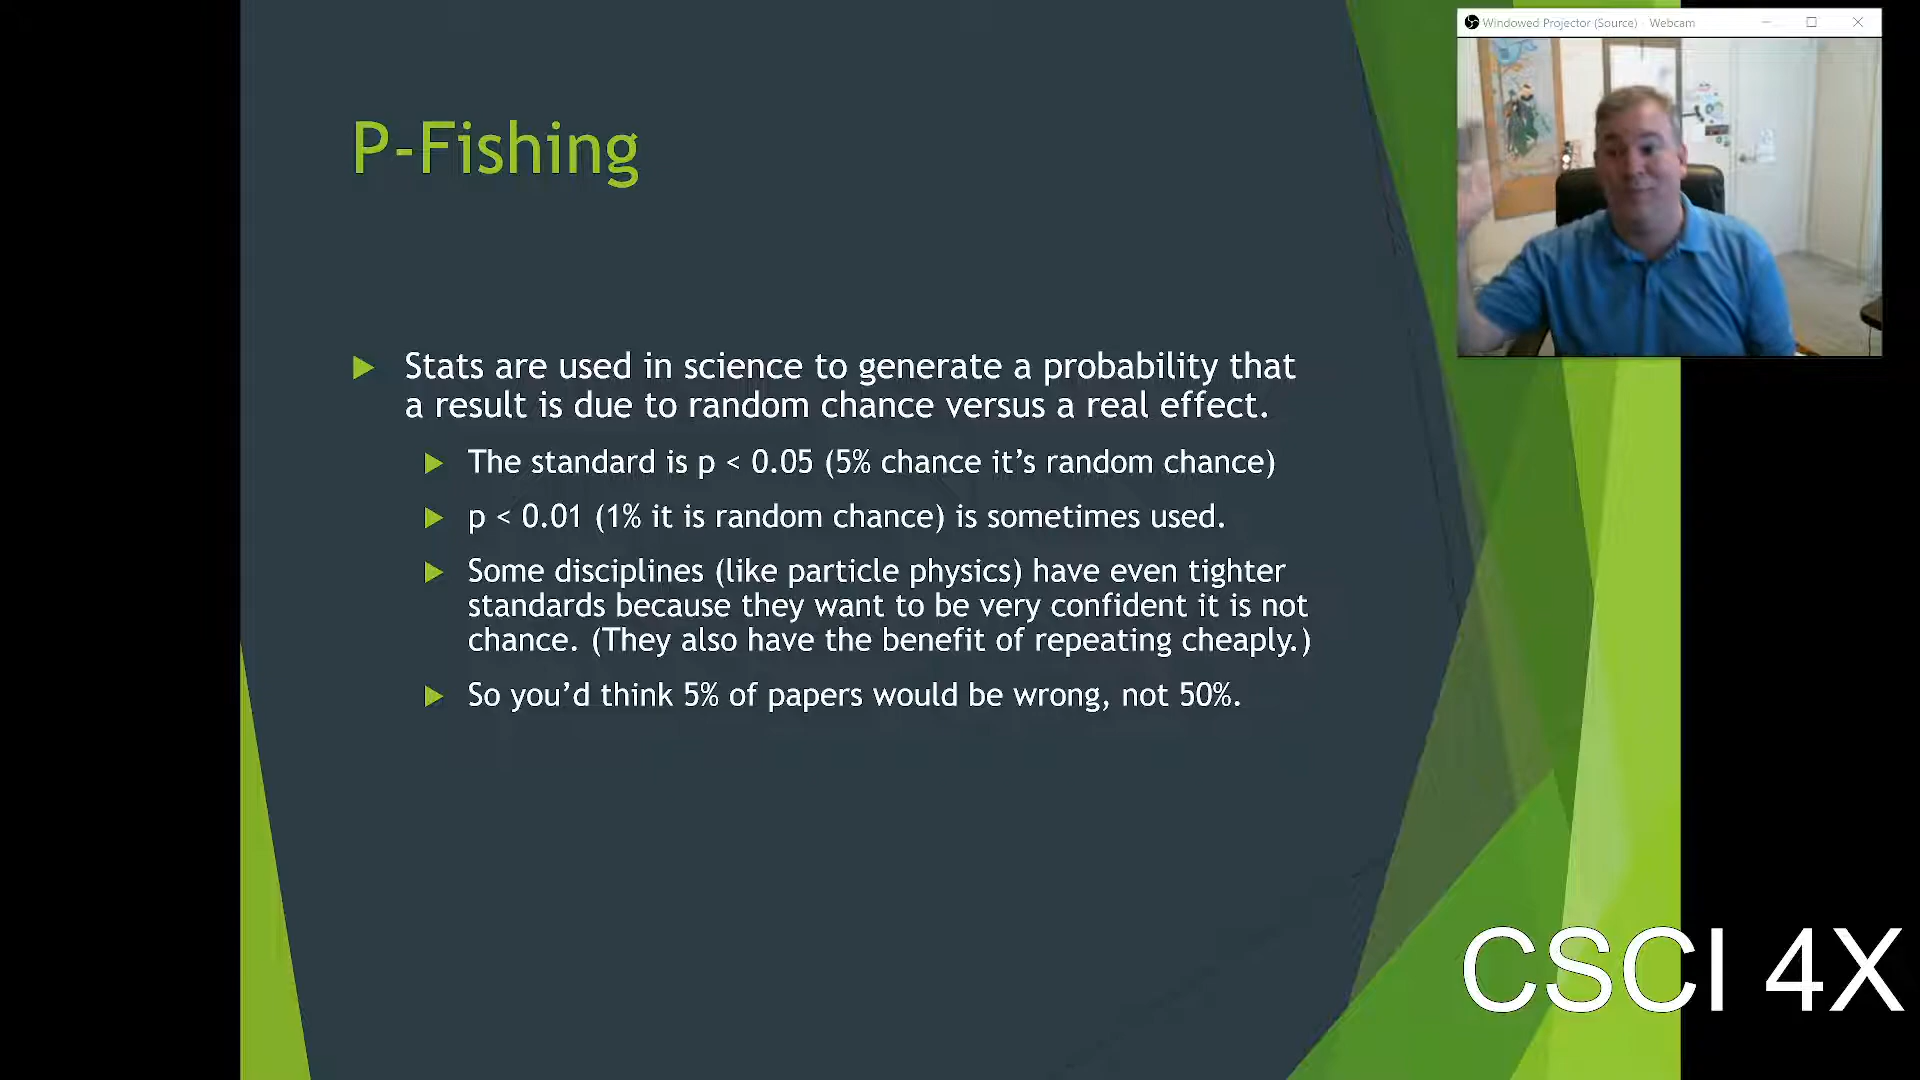 Windowed Projector (Source) - Webcam
P-Fishing
Stats are used in science to generate a probability that
a result is due to random chance versus a real effect.
The standard is p < 0.05 (5% chance it's random chance)
p < 0.01 (1% it is random chance) is sometimes used.
Some disciplines (like particle physics) have even tighter
standards because they want to be very confident it is not
chance. (They also have the benefit of repeating cheaply.)
So you'd think 5% of papers would be wrong, not 50%.
CSCI 4X